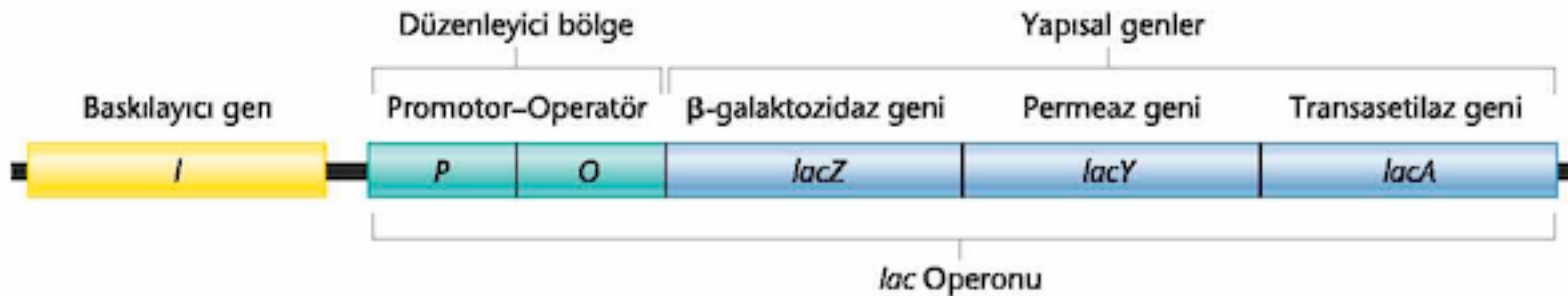 Düzenleyici bölge Yapısal genler
Baskılayıcı gen Promotor–Operatör β-galaktozidaz geni Permeaz geni Transasetilaz geni
I P O lacZ lacY lacA
lac Operonu